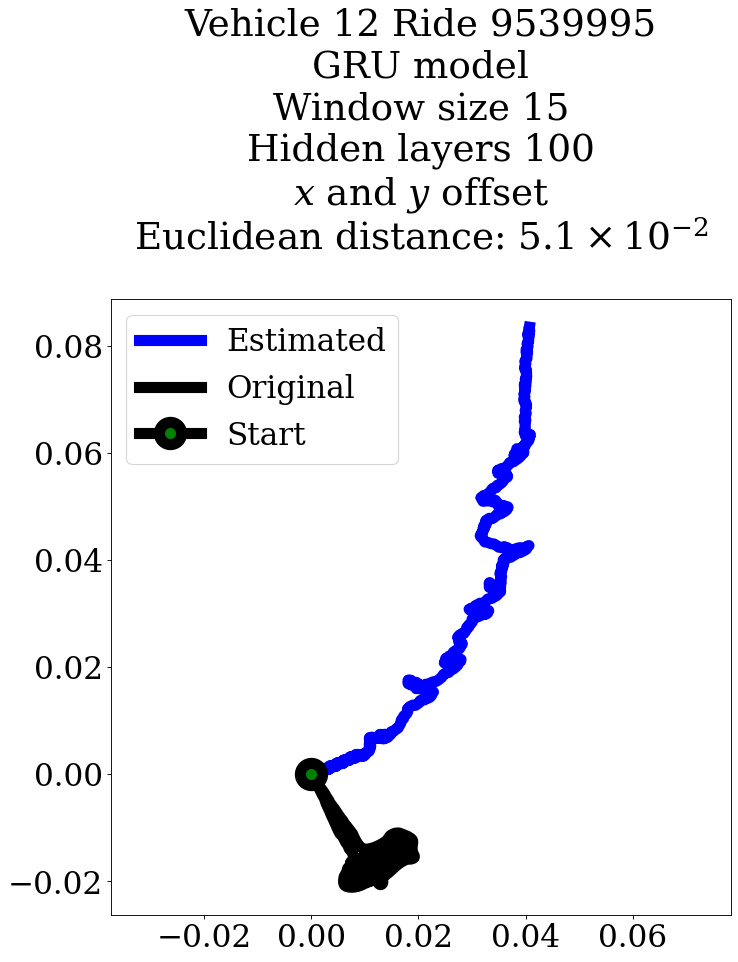 Vehicle 12 Ride 9539995
GRU model
Window size 15
Hidden layers 100
x and y offset
Euclidean distance: 5.1 × 10⁻²
Estimated
Original
Start
0.08
0.06
0.04
0.02
0.00
−0.02
−0.02 0.00 0.02 0.04 0.06